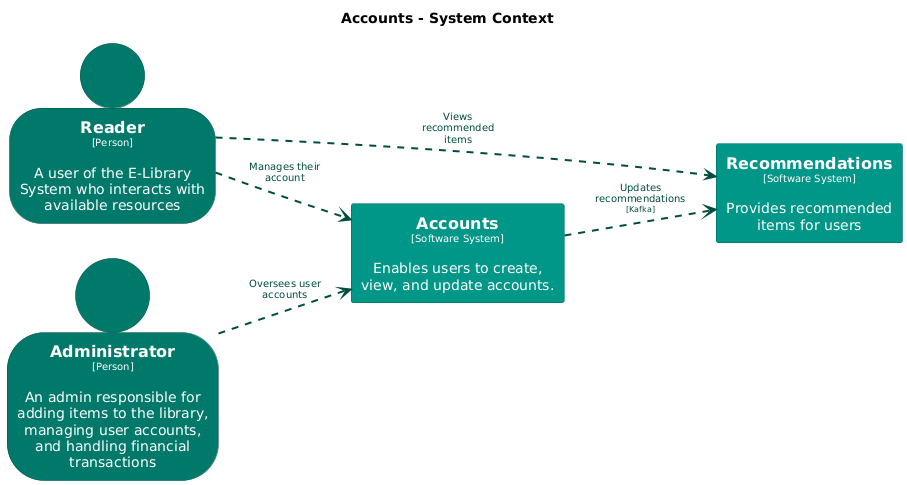 Accounts - System Context
Reader
[Person]
A user of the E-Library
System who interacts with
available resources
Views
recommended
items
Manages their
account
Recommendations
[Software System]
Provides recommended
items for users
Updates
recommendations
[Kafka]
Accounts
[Software System]
Enables users to create,
view, and update accounts.
Oversees user
accounts
Administrator
[Person]
An admin responsible for
adding items to the library,
managing user accounts,
and handling financial
transactions